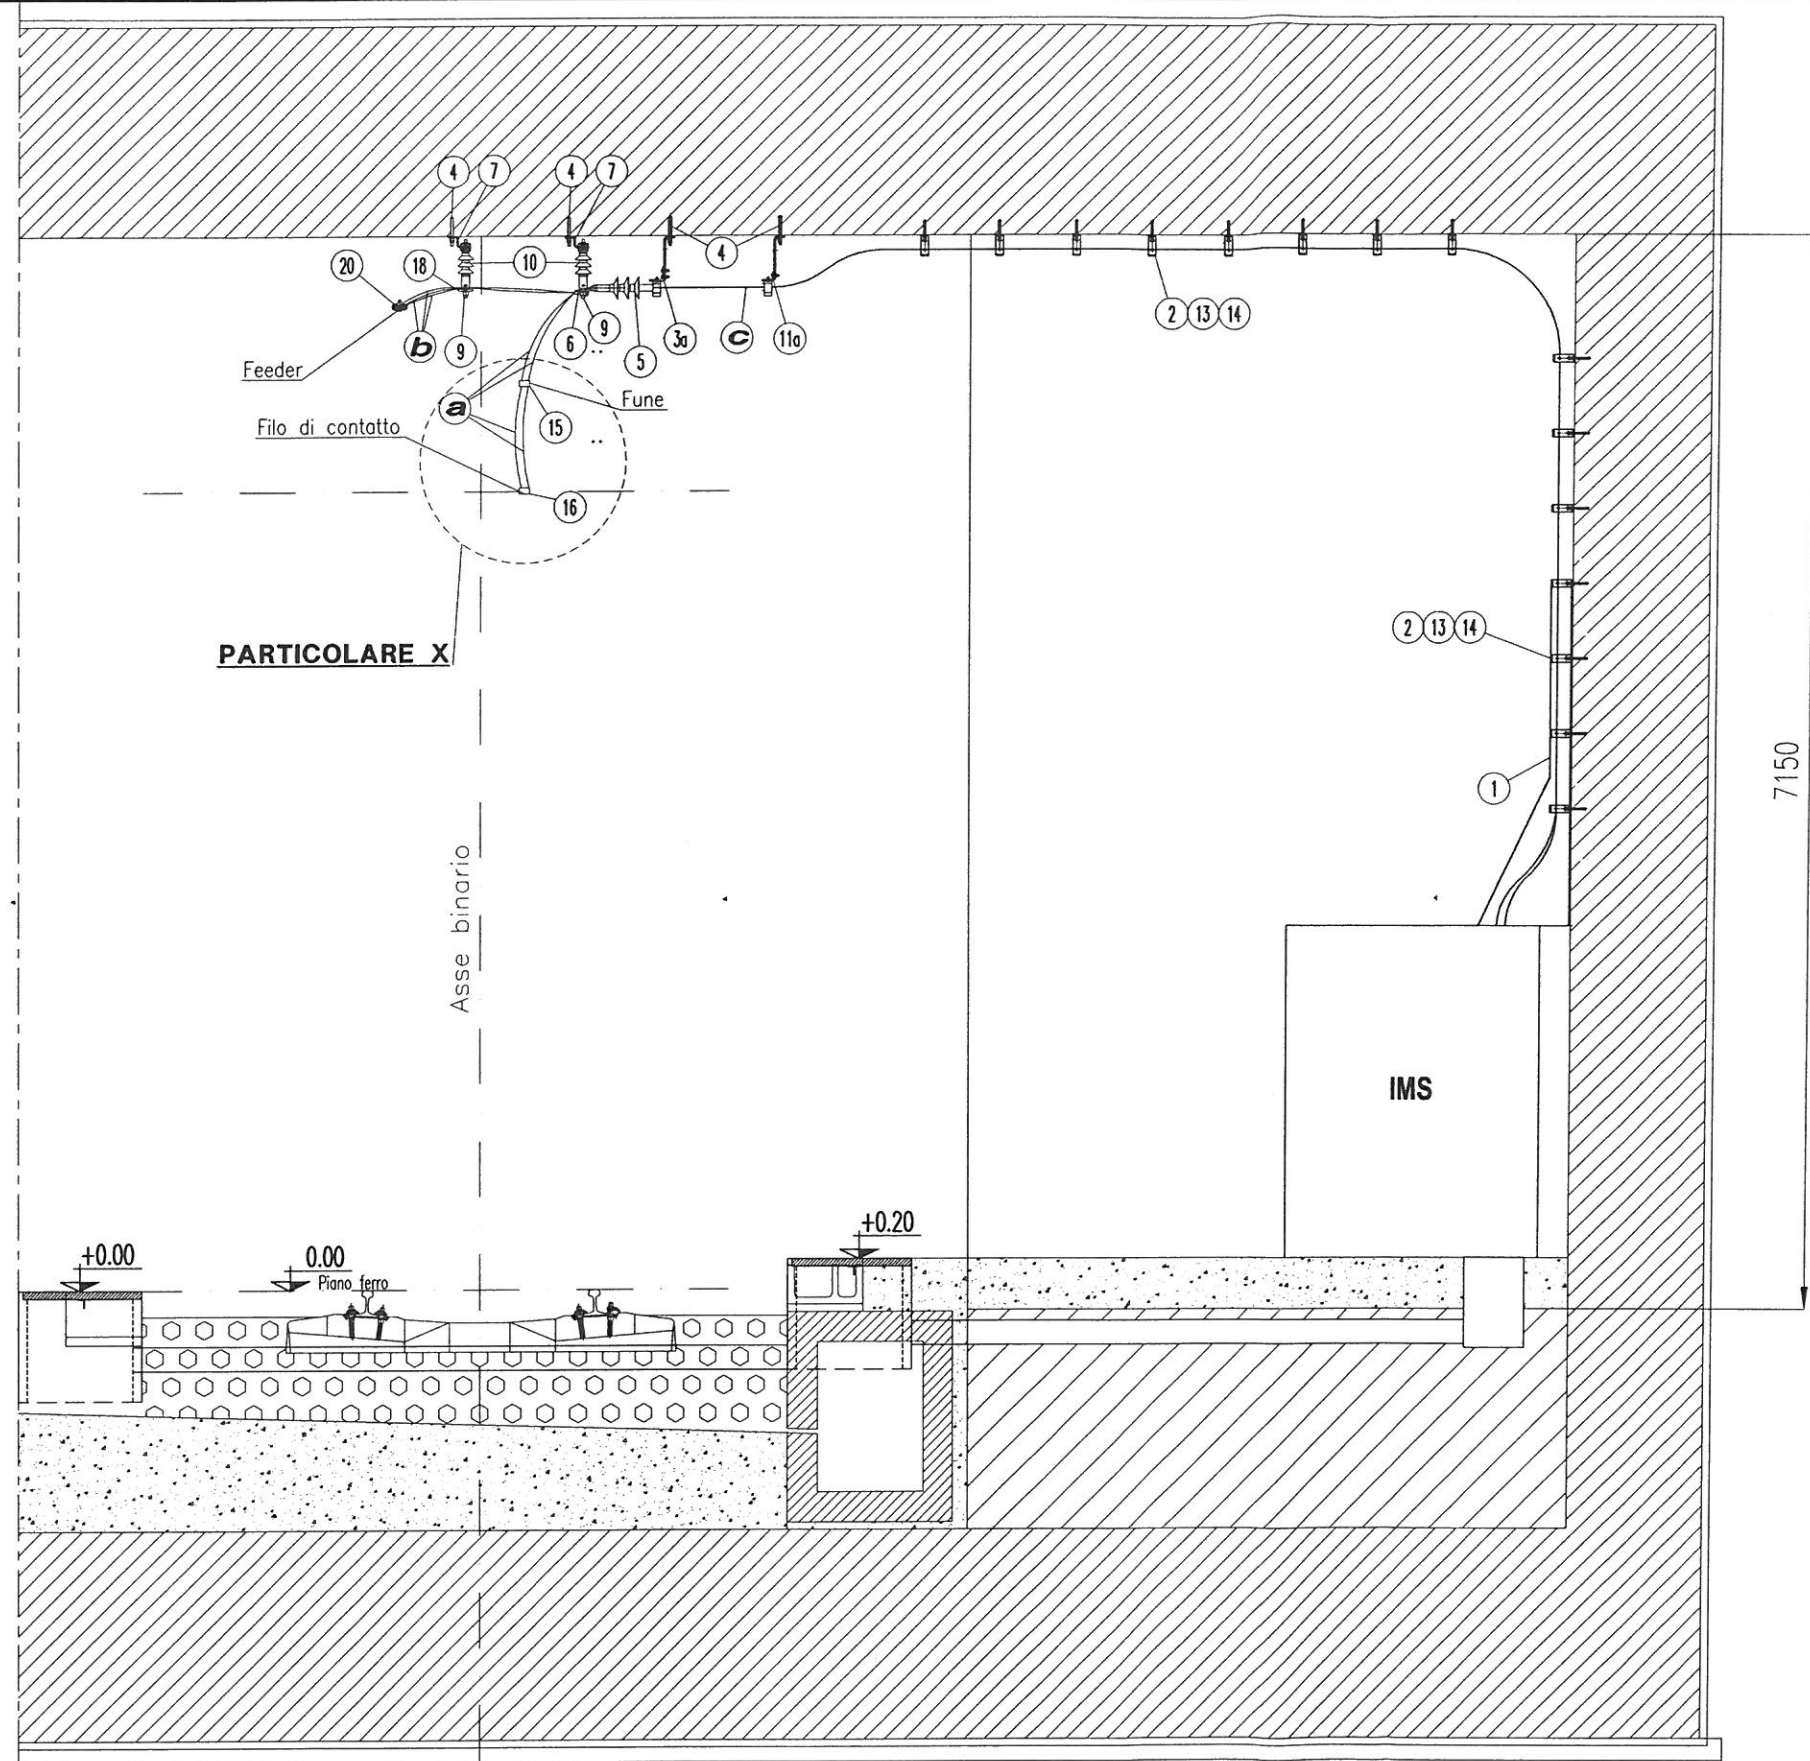 4 7 4 7
20 18 10 4
2 13 14
b 9 6 9 5 3a c 11a
Feeder
a Fune
Filo di contatto 15
16
PARTICOLARE X
2 13 14
7150
1
Asse binario
IMS
+0.20
+0.00 0.00
Piano ferro